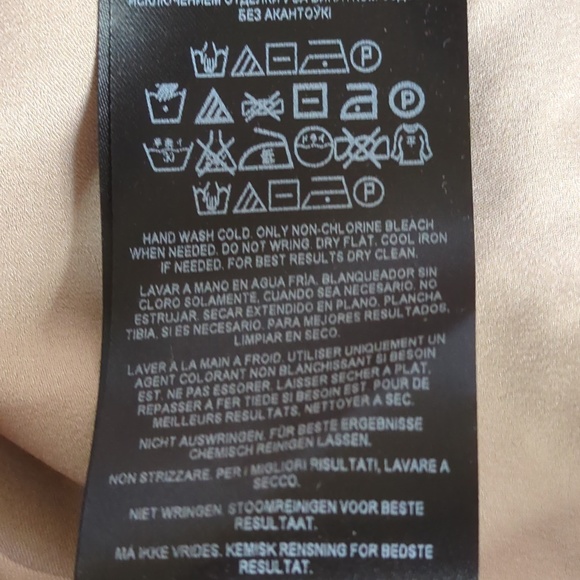 БЕЗ АКАНТОУКІ
P
P
30
P
HAND WASH COLD. ONLY NON-CHLORINE BLEACH
WHEN NEEDED. DO NOT WRING. DRY FLAT. COOL IRON
IF NEEDED. FOR BEST RESULTS DRY CLEAN.
LAVAR A MANO EN AGUA FRÍA. BLANQUEADOR SIN
CLORO SOLAMENTE, CUANDO SEA NECESARIO. NO
ESTRUJAR. SECAR EXTENDIDO EN PLANO. PLANCHA
TIBIA, SI ES NECESARIO. PARA MEJORES RESULTADOS,
LIMPIAR EN SECO.
LAVER À LA MAIN A FROID. UTILISER UNIQUEMENT UN
AGENT COLORANT NON BLANCHISSANT SI BESOIN
EST. NE PAS ESSORER. LAISSER SECHER A PLAT.
REPASSER A FER TIEDE SI BESOIN EST. POUR DE
MEILLEURS RESULTATS, NETTOYER A SEC.
NICHT AUSWRINGEN. FÜR BESTE ERGEBNISSE
CHEMISCH REINIGEN LASSEN.
NON STRIZZARE. PER I MIGLIORI RISULTATI, LAVARE A
SECCO.
NIET WRINGEN. STOOMREINIGEN VOOR BESTE
RESULTAAT.
MA IKKE VRIDES. KEMISK RENSNING FOR BEDSTE
RESULTAT.